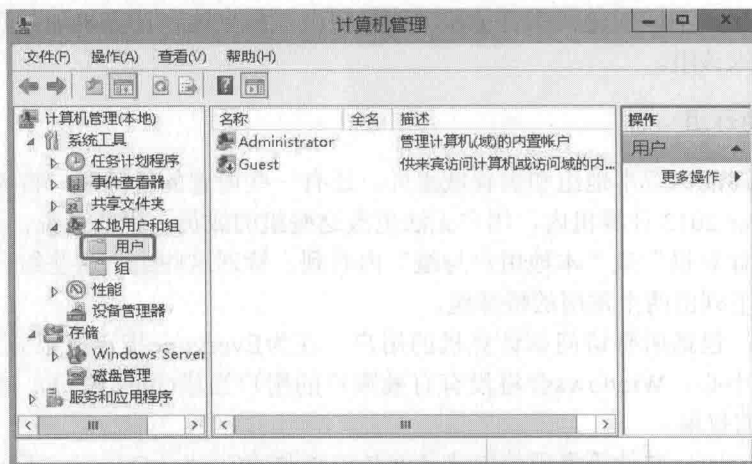 计算机管理
文件(F) 操作(A) 查看(V) 帮助(H)
计算机管理(本地)
系统工具
任务计划程序
事件查看器
共享文件夹
本地用户和组
用户
组
性能
设备管理器
存储
Windows Server
磁盘管理
服务和应用程序
名称 全名 描述
Administrator 管理计算机(域)的内置帐户
Guest 供来宾访问计算机或访问域的内...
操作
用户
更多操作